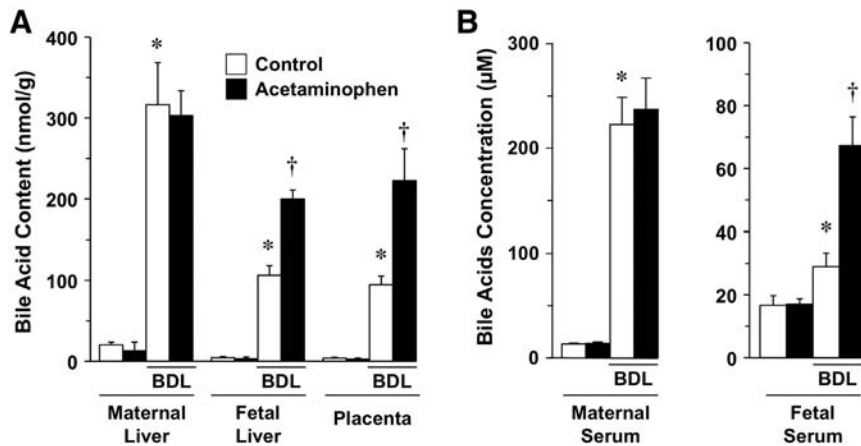 A
Bile Acid Content (nmol/g)
400
300
200
100
0
*
Control
Acetaminophen
*
†
*
†
BDL
BDL
BDL
Maternal
Liver
Fetal
Liver
Placenta
B
Bile Acids Concentration (µM)
300
200
100
0
*
BDL
Maternal
Serum
100
80
60
40
20
0
*
†
BDL
Fetal
Serum